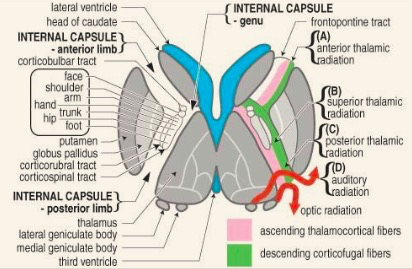 lateral ventricle
head of caudate
INTERNAL CAPSULE
- anterior limb
corticobulbar tract
face
shoulder
arm
hand
trunk
hip
foot
putamen
globus pallidus
corticorubral tract
corticospinal tract
INTERNAL CAPSULE
- posterior limb
thalamus
lateral geniculate body
medial geniculate body
third ventricle
INTERNAL CAPSULE
- genu
frontopontine tract
(A)
anterior thalamic
radiation
(B)
superior thalamic
radiation
(C)
posterior thalamic
radiation
(D)
auditory
radiation
optic radiation
ascending thalamocortical fibers
descending corticofugal fibers